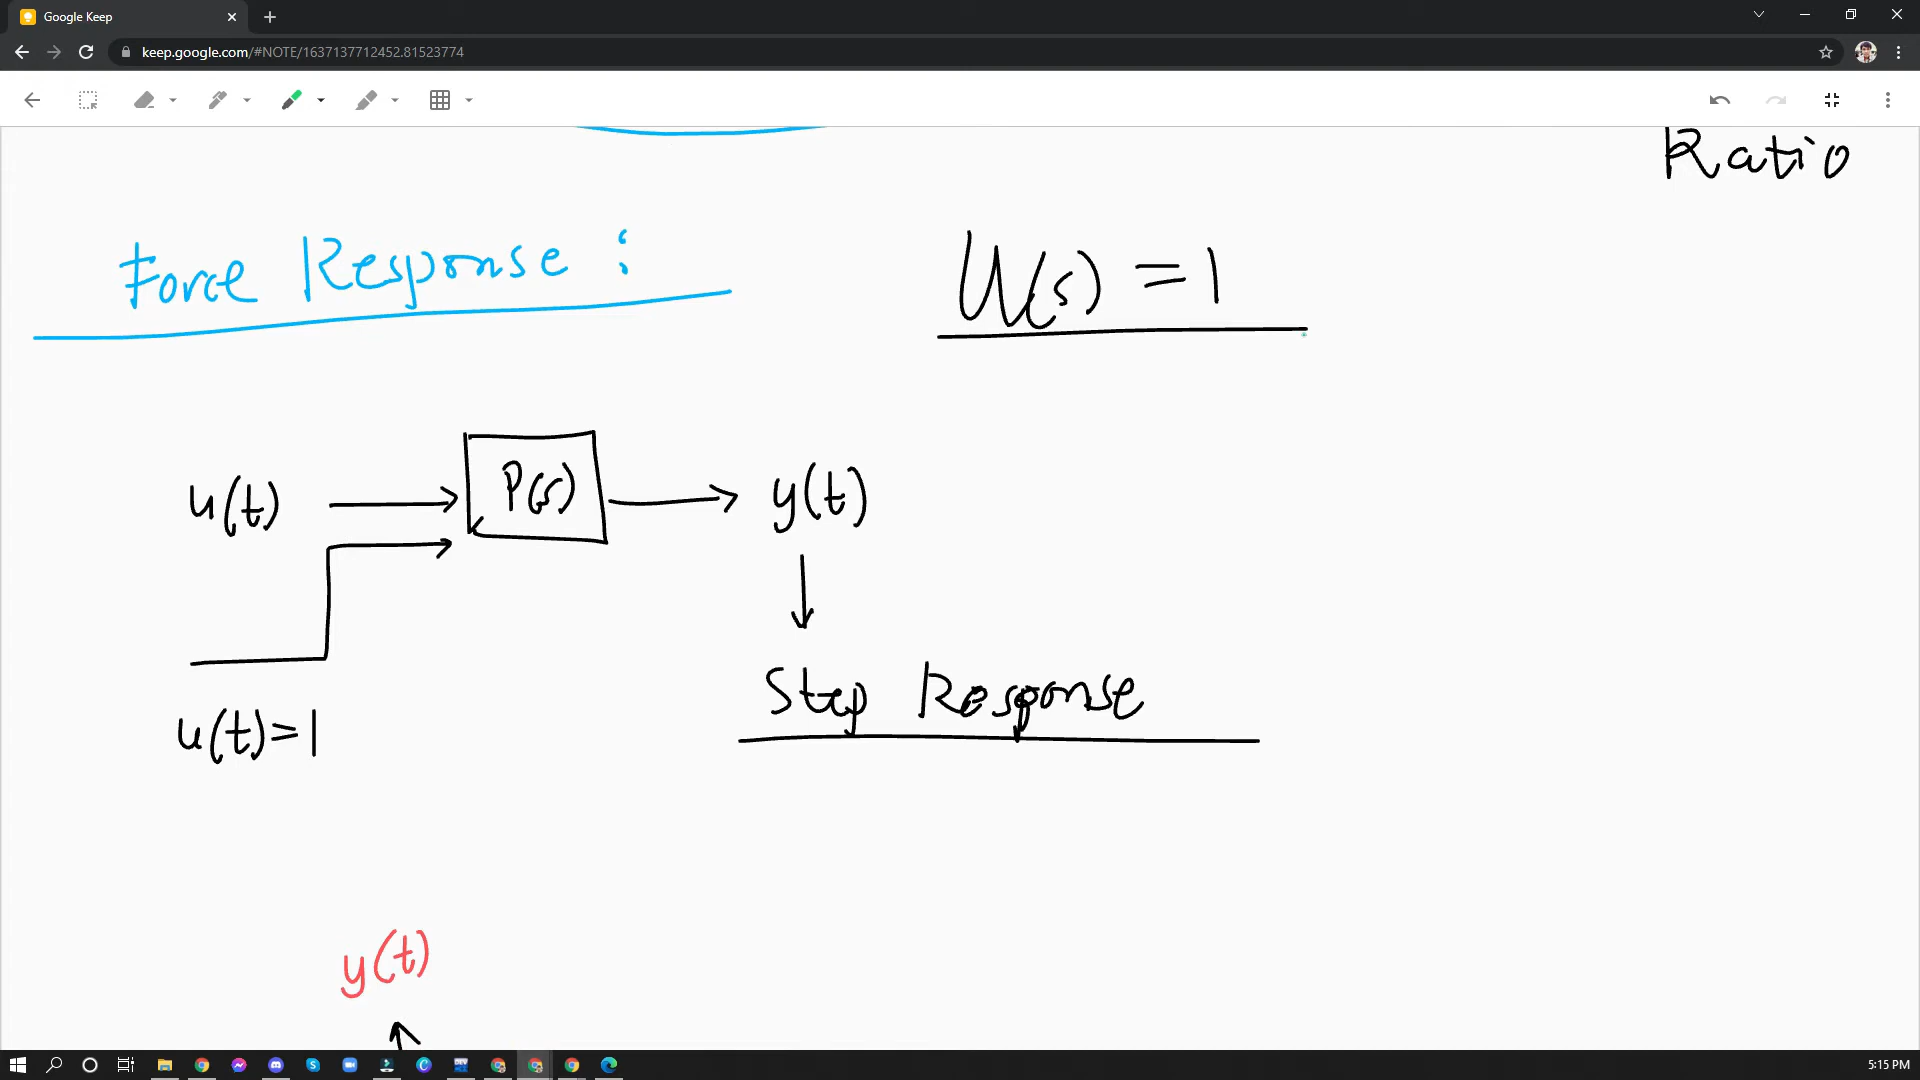 Google Keep
keep.google.com/#NOTE/1637137712452.81523774
Ratio
Force Response :
U(s) = 1
u(t)
P(s)
y(t)
Step Response
u(t)=1
y(t)
5:15 PM